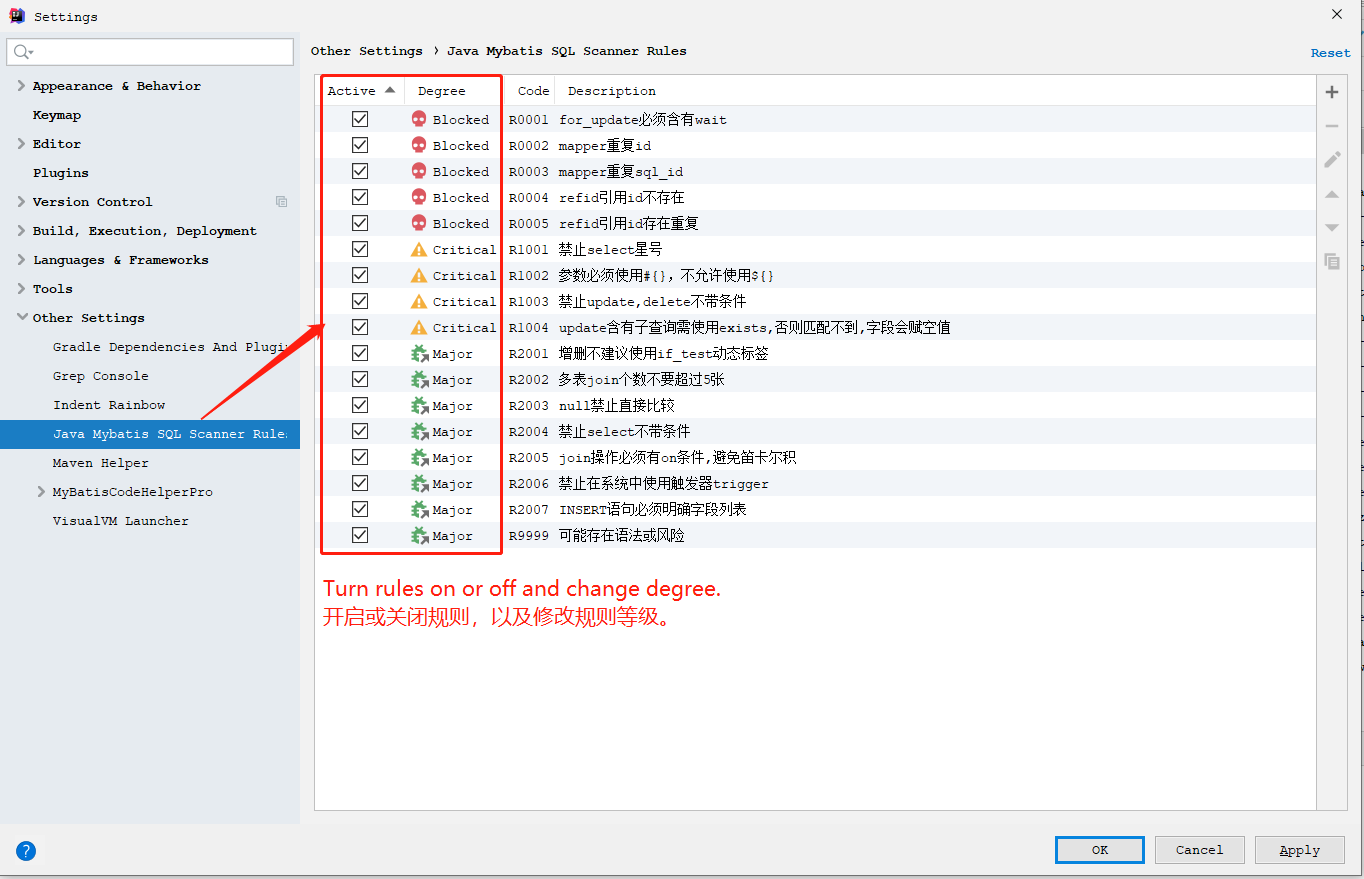 Settings
Other Settings › Java Mybatis SQL Scanner Rules
Reset
Appearance & Behavior
Keymap
Editor
Plugins
Version Control
Build, Execution, Deployment
Languages & Frameworks
Tools
Other Settings
Gradle Dependencies And Plugi
Grep Console
Indent Rainbow
Java Mybatis SQL Scanner Rule
Maven Helper
MyBatisCodeHelperPro
VisualVM Launcher
Active Degree Code Description
Blocked R0001 for_update必须含有wait
Blocked R0002 mapper重复id
Blocked R0003 mapper重复sql_id
Blocked R0004 refid引用id不存在
Blocked R0005 refid引用id存在重复
Critical R1001 禁止select星号
Critical R1002 参数必须使用#{}，不允许使用${}
Critical R1003 禁止update,delete不带条件
Critical R1004 update含有子查询需使用exists,否则匹配不到,字段会赋空值
Major R2001 增删不建议使用if_test动态标签
Major R2002 多表join个数不要超过5张
Major R2003 null禁止直接比较
Major R2004 禁止select不带条件
Major R2005 join操作必须有on条件,避免笛卡尔积
Major R2006 禁止在系统中使用触发器trigger
Major R2007 INSERT语句必须明确字段列表
Major R9999 可能存在语法或风险
Turn rules on or off and change degree.
开启或关闭规则，以及修改规则等级。
?
OK Cancel Apply